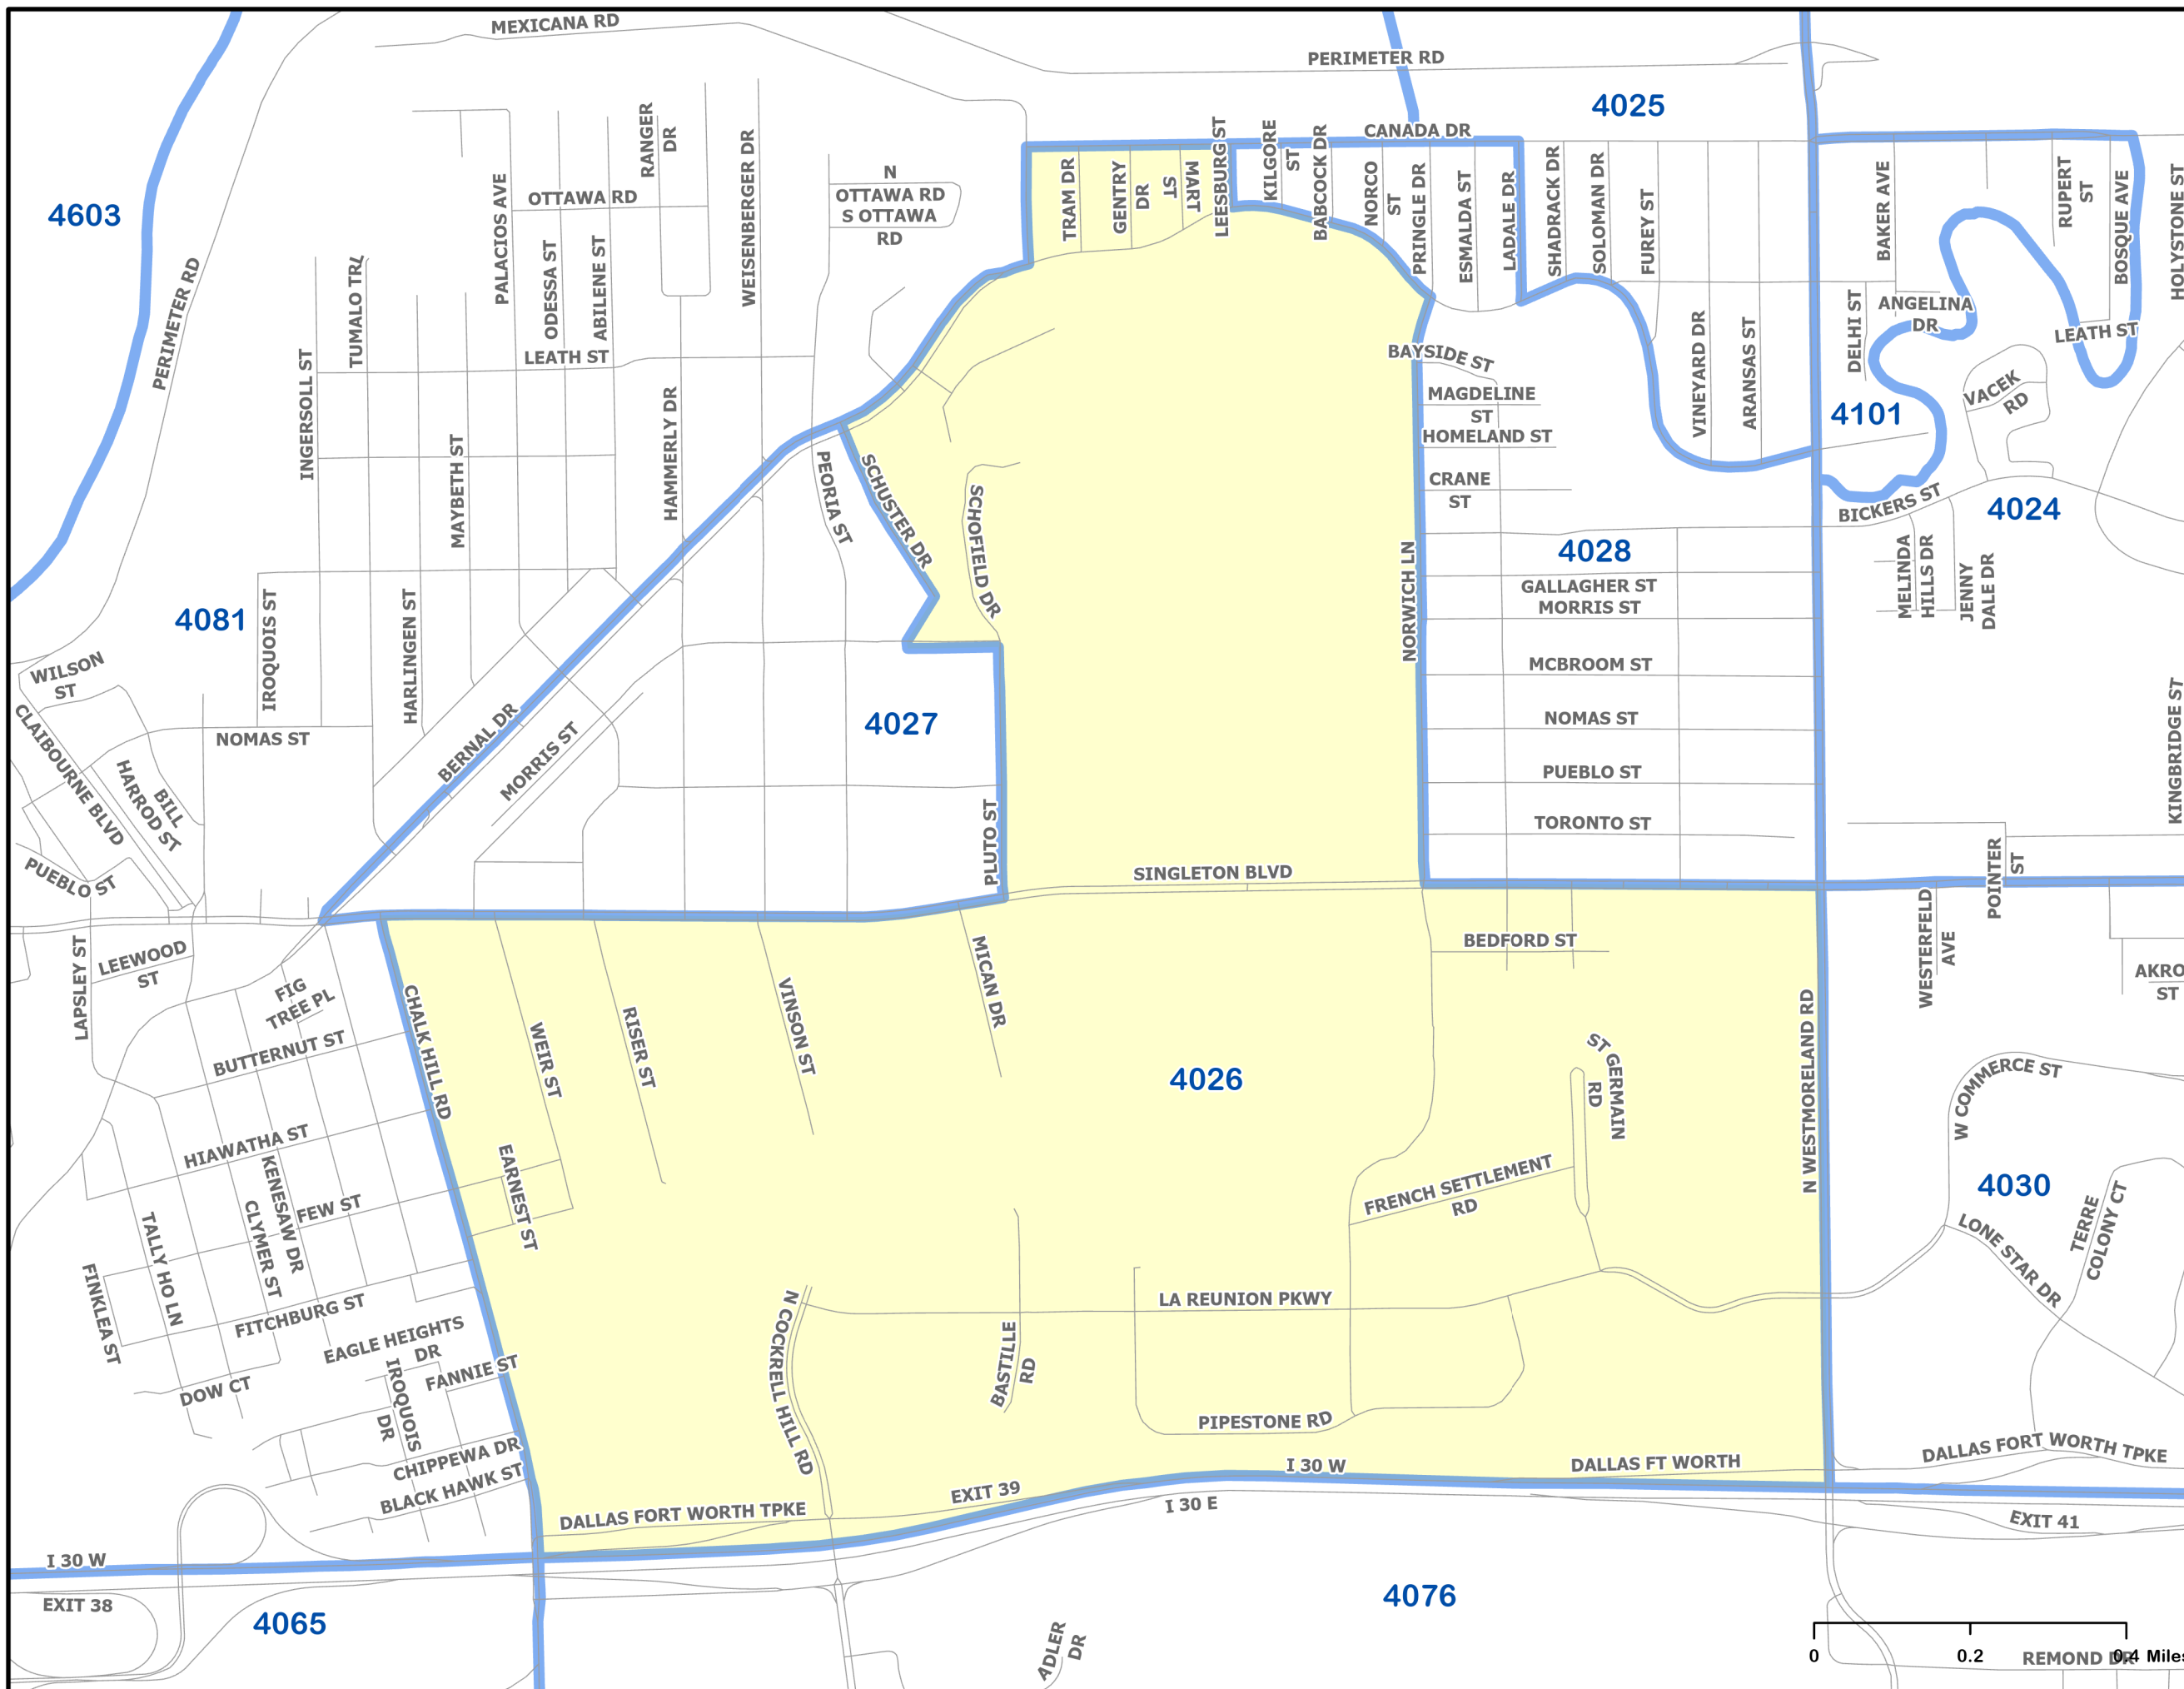 MEXICANA RD
PERIMETER RD
4025
CANADA DR
4603
PERIMETER RD
RANGER
DR
WEISENBERGER DR
PALACIOS AVE
OTTAWA RD
ODESSA ST
ABILENE ST
N
OTTAWA RD
S OTTAWA
RD
TRAM DR
GENTRY
DR
MART
ST
LEESBURG ST
KILGORE
ST
BABCOCK DR
NORCO
ST
PRINGLE DR
ESMALDA ST
LADALE DR
SHADRACK DR
SOLOMAN DR
FUREY ST
BAKER AVE
RUPERT
ST
BOSQUE AVE
HOLYSTONE ST
TUMALO TRL
INGERSOLL ST
LEATH ST
HAMMERLY DR
MAYBETH ST
PEORIA ST
SCHUSTER DR
SCHOFIELD DR
BAYSIDE ST
MAGDELINE
ST
HOMELAND ST
CRANE
ST
VINEYARD DR
ARANSAS ST
DELHI ST
ANGELINA
DR
LEATH ST
VACEK
RD
4101
BICKERS ST
4024
4028
NORWICH LN
GALLAGHER ST
MORRIS ST
MCBROOM ST
NOMAS ST
PUEBLO ST
TORONTO ST
MELINDA
HILLS DR
JENNY
DALE DR
KINGBRIDGE ST
4081
IROQUOIS ST
HARLINGEN ST
WILSON
ST
CLAIBOURNE BLVD
NOMAS ST
BILL
HARROD ST
PUEBLO ST
BERNAL DR
MORRIS ST
4027
PLUTO ST
SINGLETON BLVD
POINTER
ST
WESTERFELD
AVE
AKRO
ST
LAPSLEY ST
LEEWOOD
ST
FIG
TREE PL
BUTTERNUT ST
CHALK HILL RD
WEIR ST
RISER ST
VINSON ST
MICAN DR
BEDFORD ST
4026
ST GERMAIN
RD
N WESTMORELAND RD
W COMMERCE ST
4030
HIAWATHA ST
KENESAW DR
CLYMER ST
FEW ST
EARNEST ST
TALLY HO LN
FINKLEA ST
FITCHBURG ST
EAGLE HEIGHTS
DR
FANNIE ST
IROQUOIS
DR
DOW CT
CHIPPEWA DR
BLACK HAWK ST
FRENCH SETTLEMENT
RD
LONE STAR DR
TERRE
COLONY CT
LA REUNION PKWY
N COCKRELL HILL RD
BASTILLE
RD
PIPESTONE RD
DALLAS FORT WORTH TPKE
EXIT 39
I 30 W
I 30 E
DALLAS FT WORTH
DALLAS FORT WORTH TPKE
EXIT 41
I 30 W
EXIT 38
4065
4076
ADLER
DR
REMOND DR
0
0.2
0.4 Miles